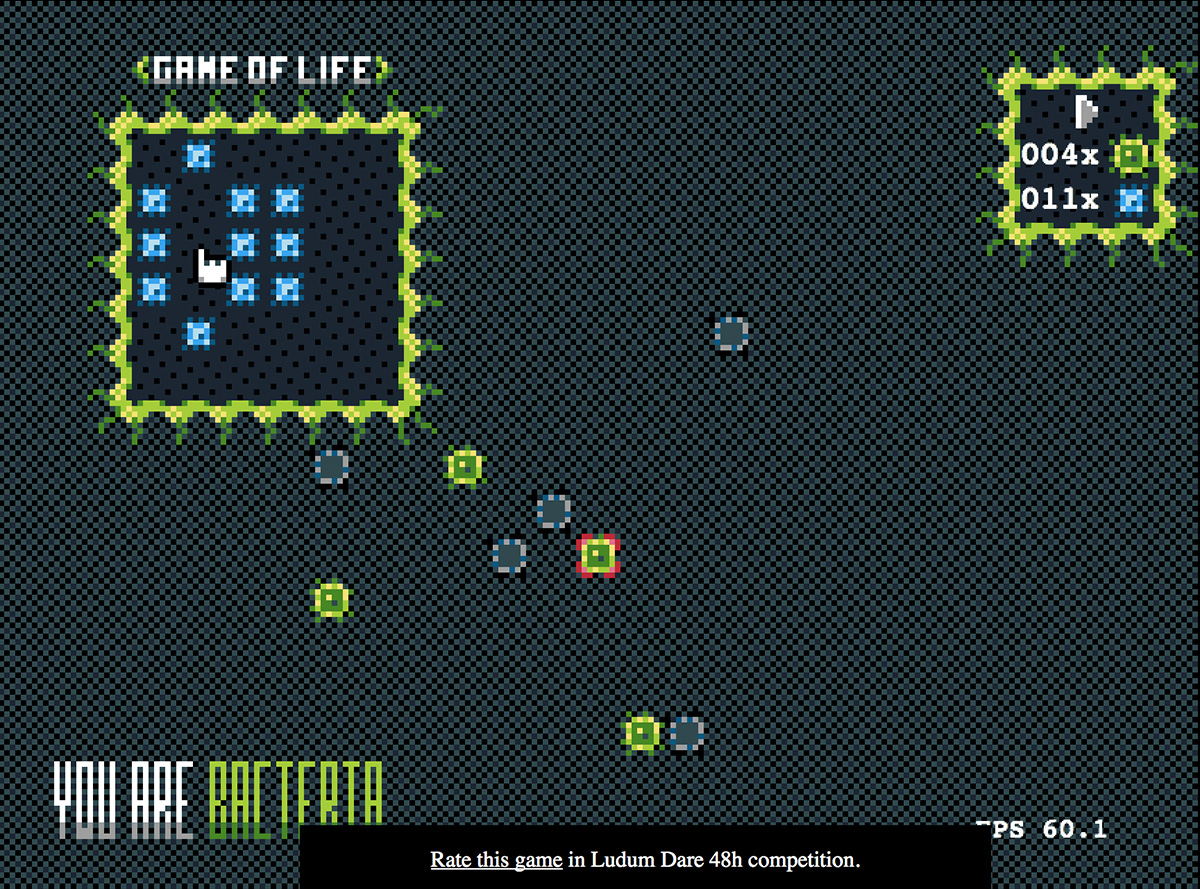 GAME OF LIFE
004x
011x
YOU ARE BACTERIA
FPS 60.1
Rate this game in Ludum Dare 48h competition.